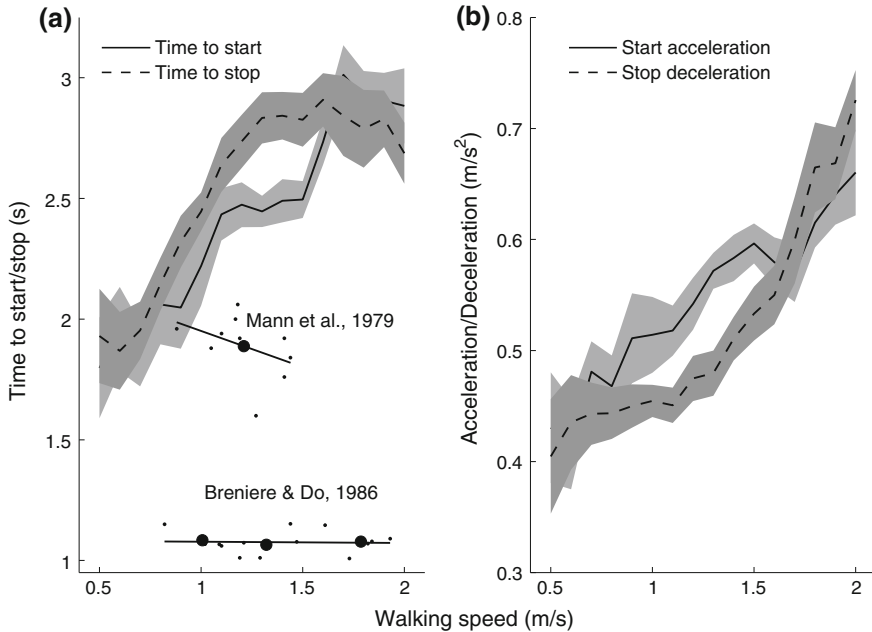 (a)
Time to start
Time to stop
Time to start/stop (s)
3
2.5
2
1.5
1
Mann et al., 1979
Breniere & Do, 1986
0.5
1
1.5
2
(b)
Start acceleration
Stop deceleration
Acceleration/Deceleration (m/s²)
0.8
0.7
0.6
0.5
0.4
0.3
0.5
1
1.5
2
Walking speed (m/s)